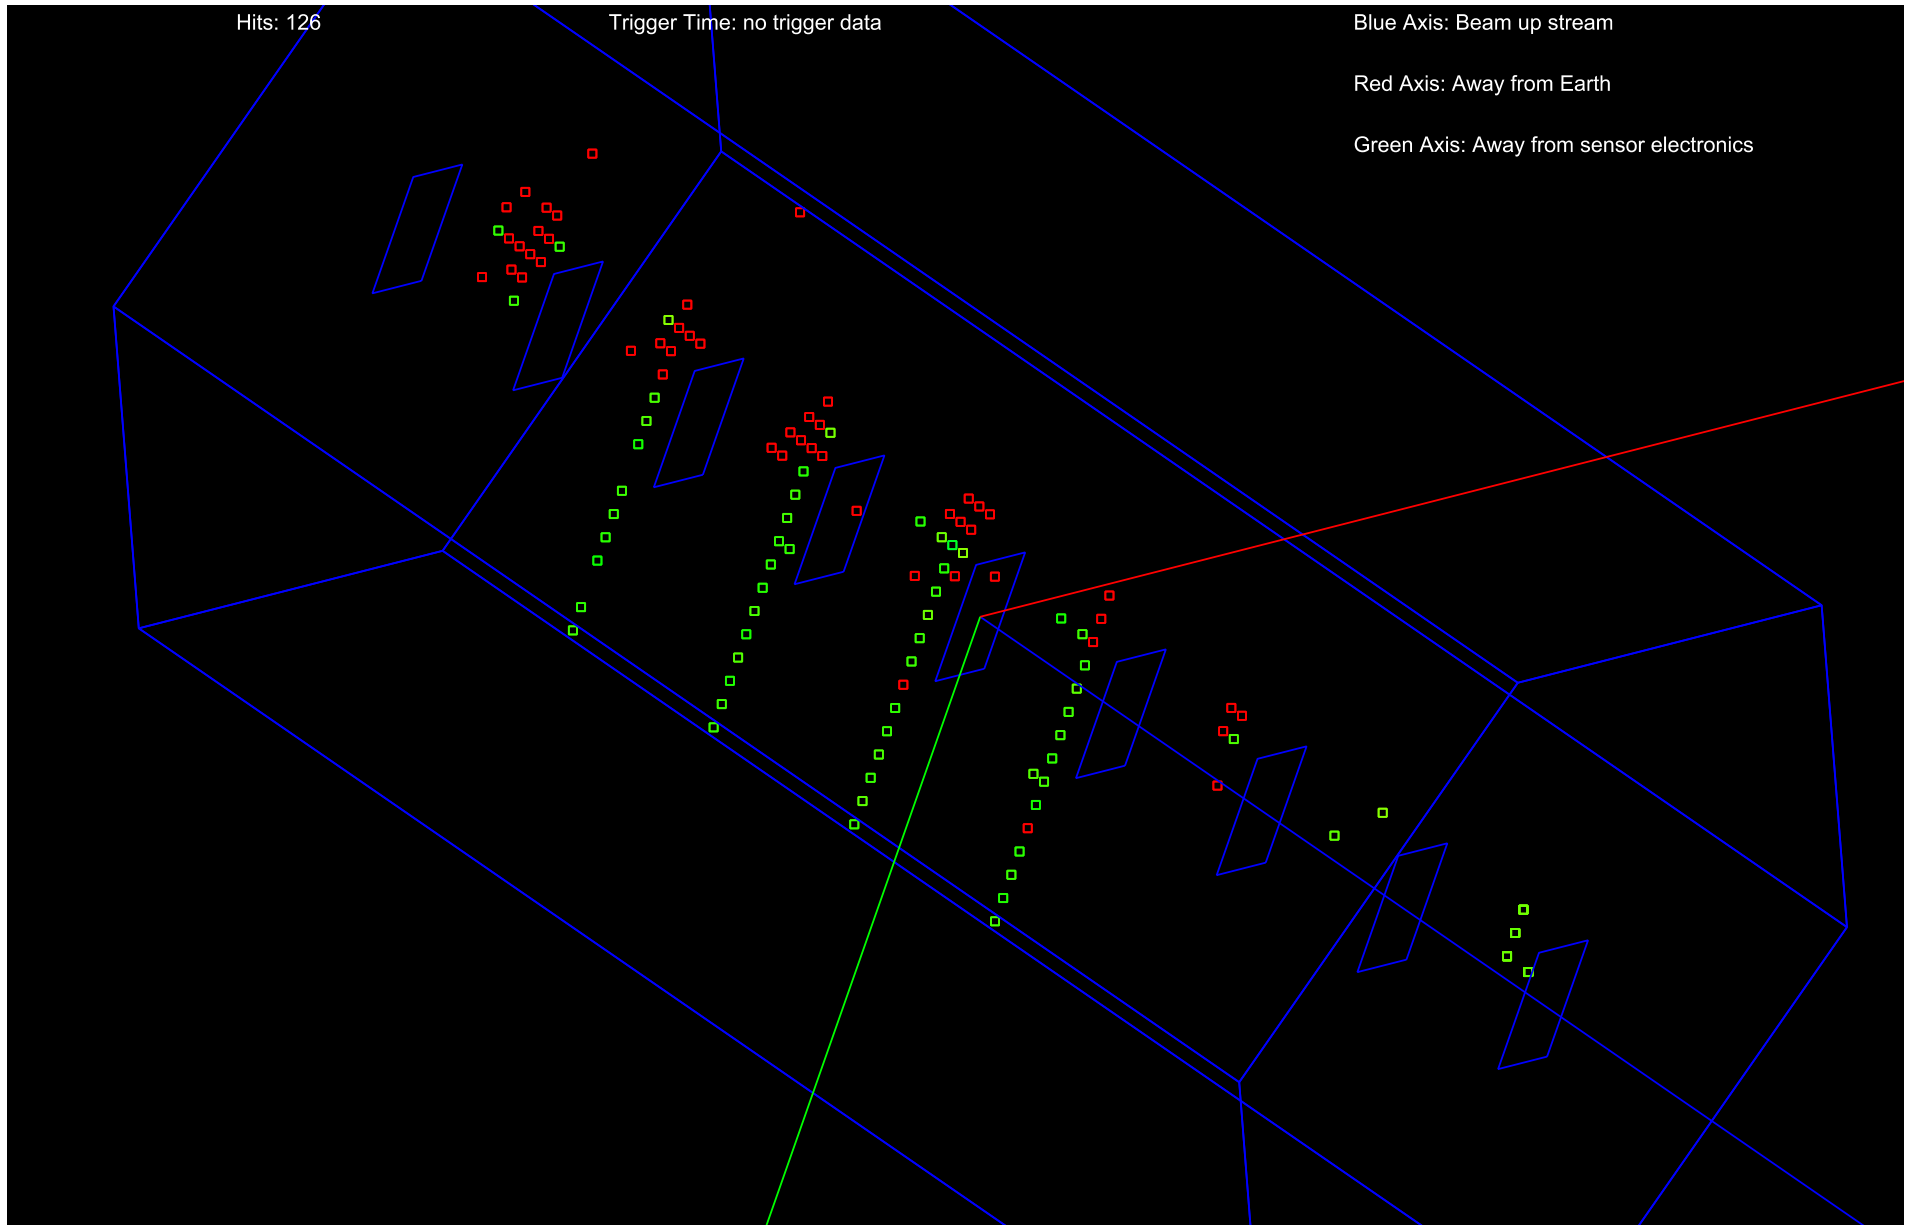 Hits: 126
Trigger Time: no trigger data
Blue Axis: Beam up stream
Red Axis: Away from Earth
Green Axis: Away from sensor electronics